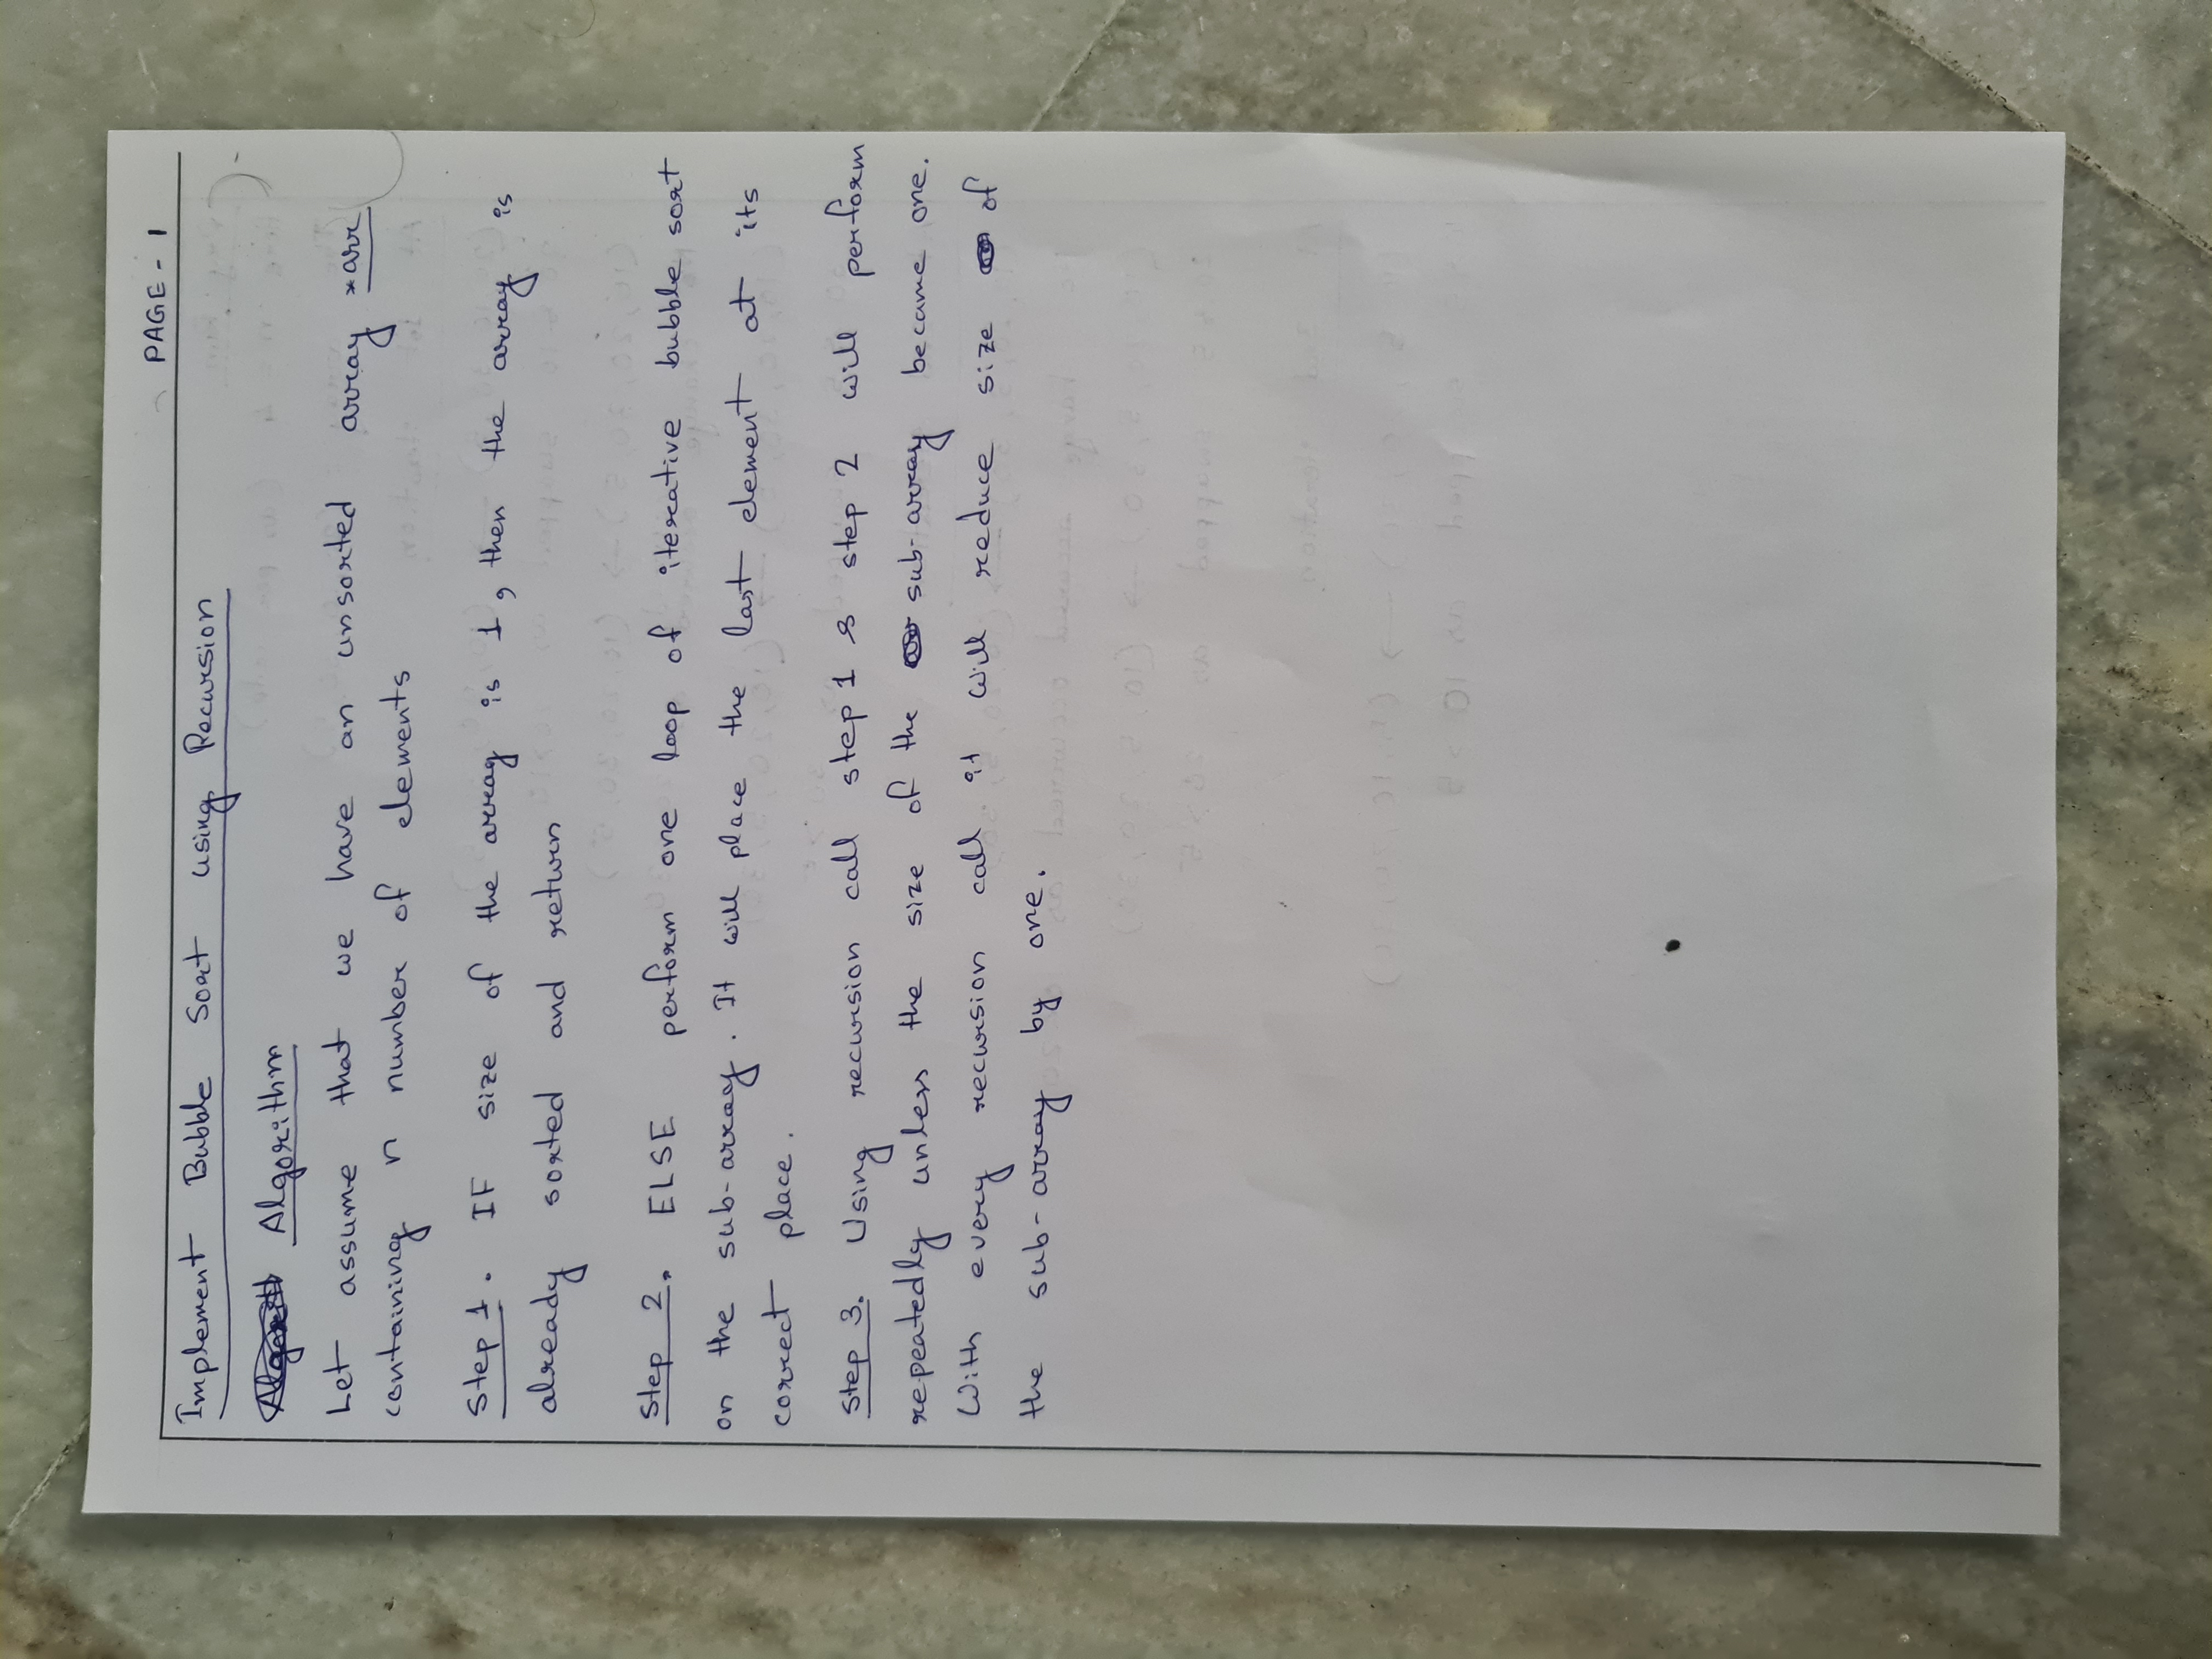 PAGE - 1
Implement Bubble Sort using Recursion
Algorithm
Let assume that we have an unsorted array *arr
containing n number of elements
Step 1. IF size of the array is 1, then the array is
already sorted and return
Step 2. ELSE perform one loop of iterative bubble sort
on the sub-array. It will place the last element at its
correct place.
Step 3. Using recursion call step 1 & step 2 will perform
repeatedly unless the size of the sub-array became one.
With every recursion call it will reduce size of
the sub-array by one.